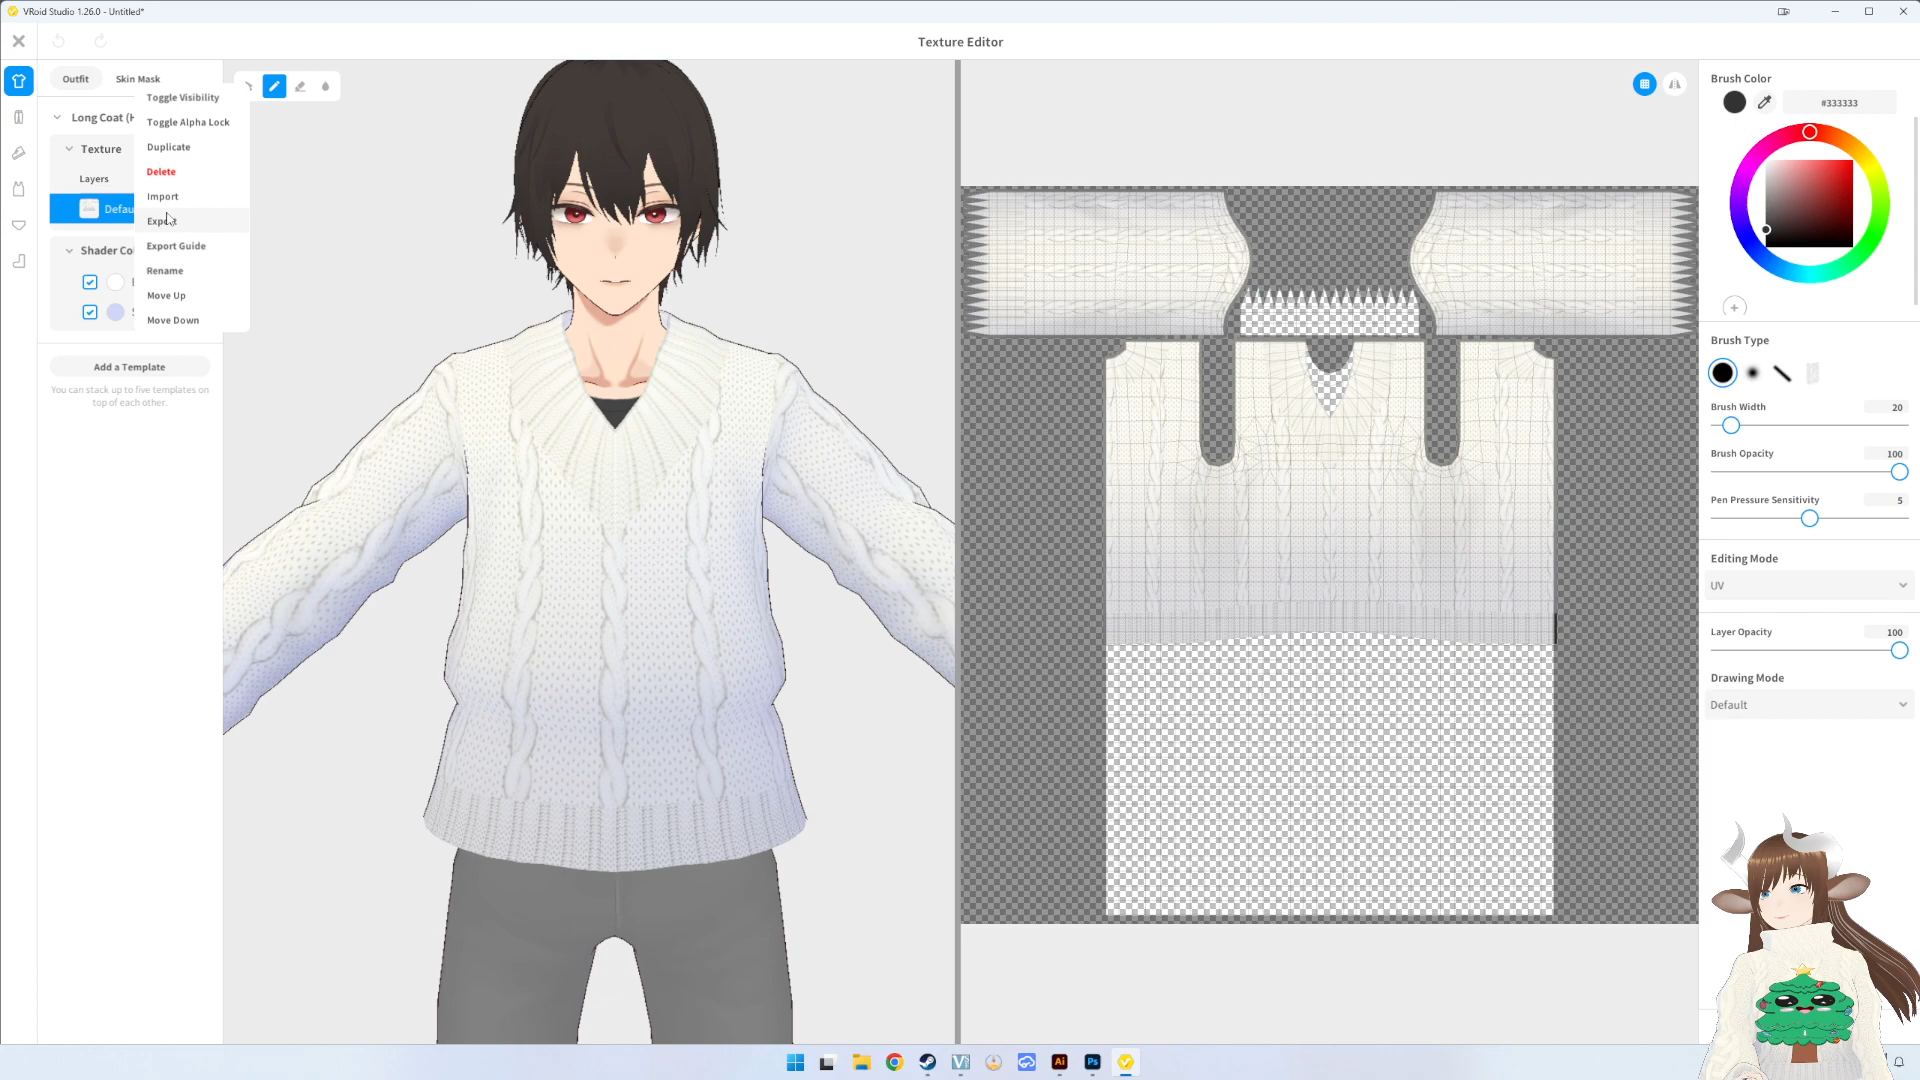 VRoid Studio 1.26.0 - Untitled*
Texture Editor
Outfit
Skin Mask
Long Coat (H
Texture
Layers
Defau
Shader Co
Toggle Visibility
Toggle Alpha Lock
Duplicate
Delete
Import
Export
Export Guide
Rename
Move Up
Move Down
Add a Template
You can stack up to five templates on
top of each other.
Brush Color
#333333
Brush Type
Brush Width 20
Brush Opacity 100
Pen Pressure Sensitivity 5
Editing Mode
UV
Layer Opacity 100
Drawing Mode
Default
Ai
Ps